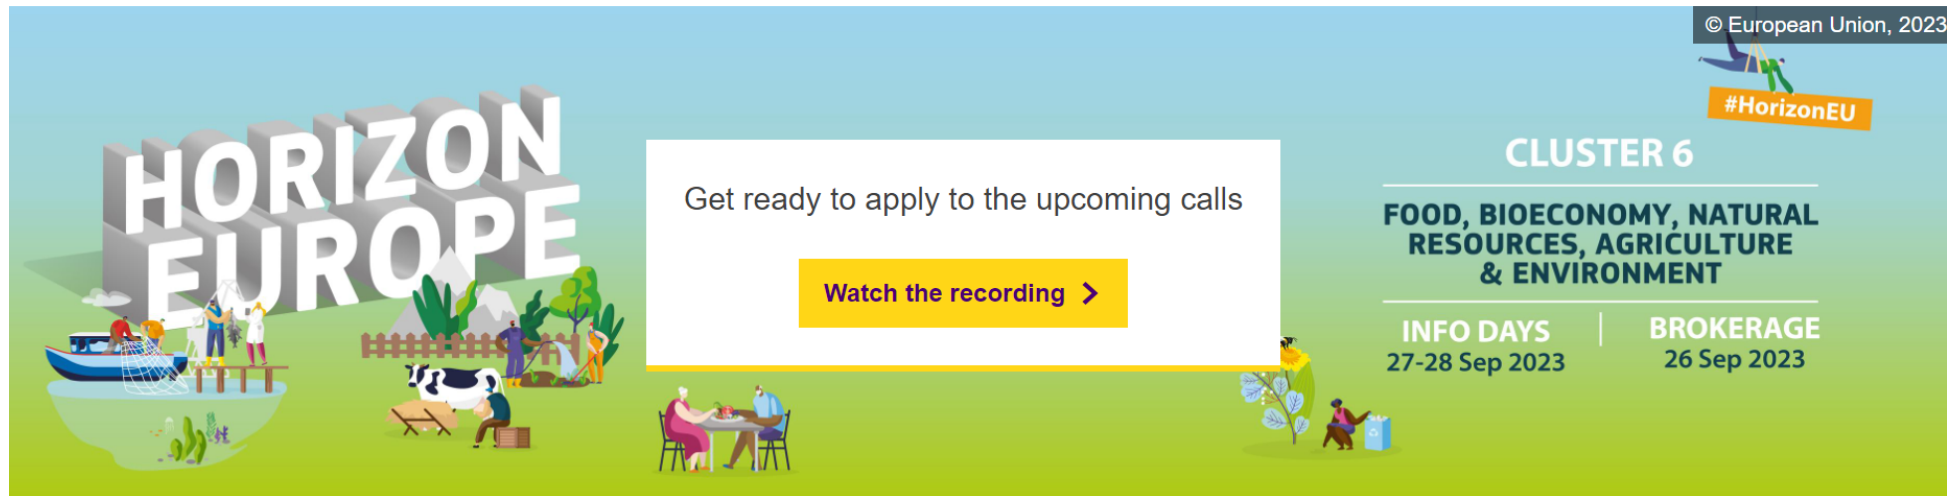 © European Union, 2023
HORIZON
EUROPE
Get ready to apply to the upcoming calls
Watch the recording
#HorizonEU
CLUSTER 6
FOOD, BIOECONOMY, NATURAL
RESOURCES, AGRICULTURE
& ENVIRONMENT
INFO DAYS
27-28 Sep 2023
BROKERAGE
26 Sep 2023